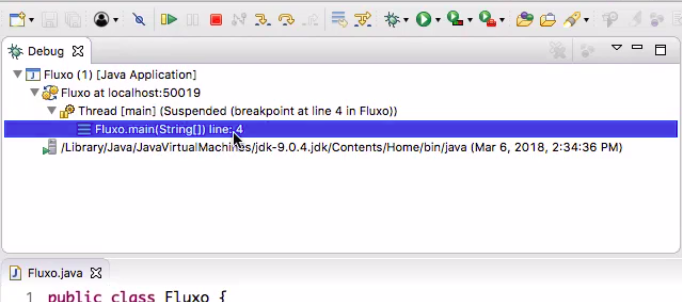 Debug
Fluxo (1) [Java Application]
Fluxo at localhost:50019
Thread [main] (Suspended (breakpoint at line 4 in Fluxo))
Fluxo.main(String[]) line: 4
/Library/Java/JavaVirtualMachines/jdk-9.0.4.jdk/Contents/Home/bin/java (Mar 6, 2018, 2:34:36 PM)
Fluxo.java
1 public class Fluxo {